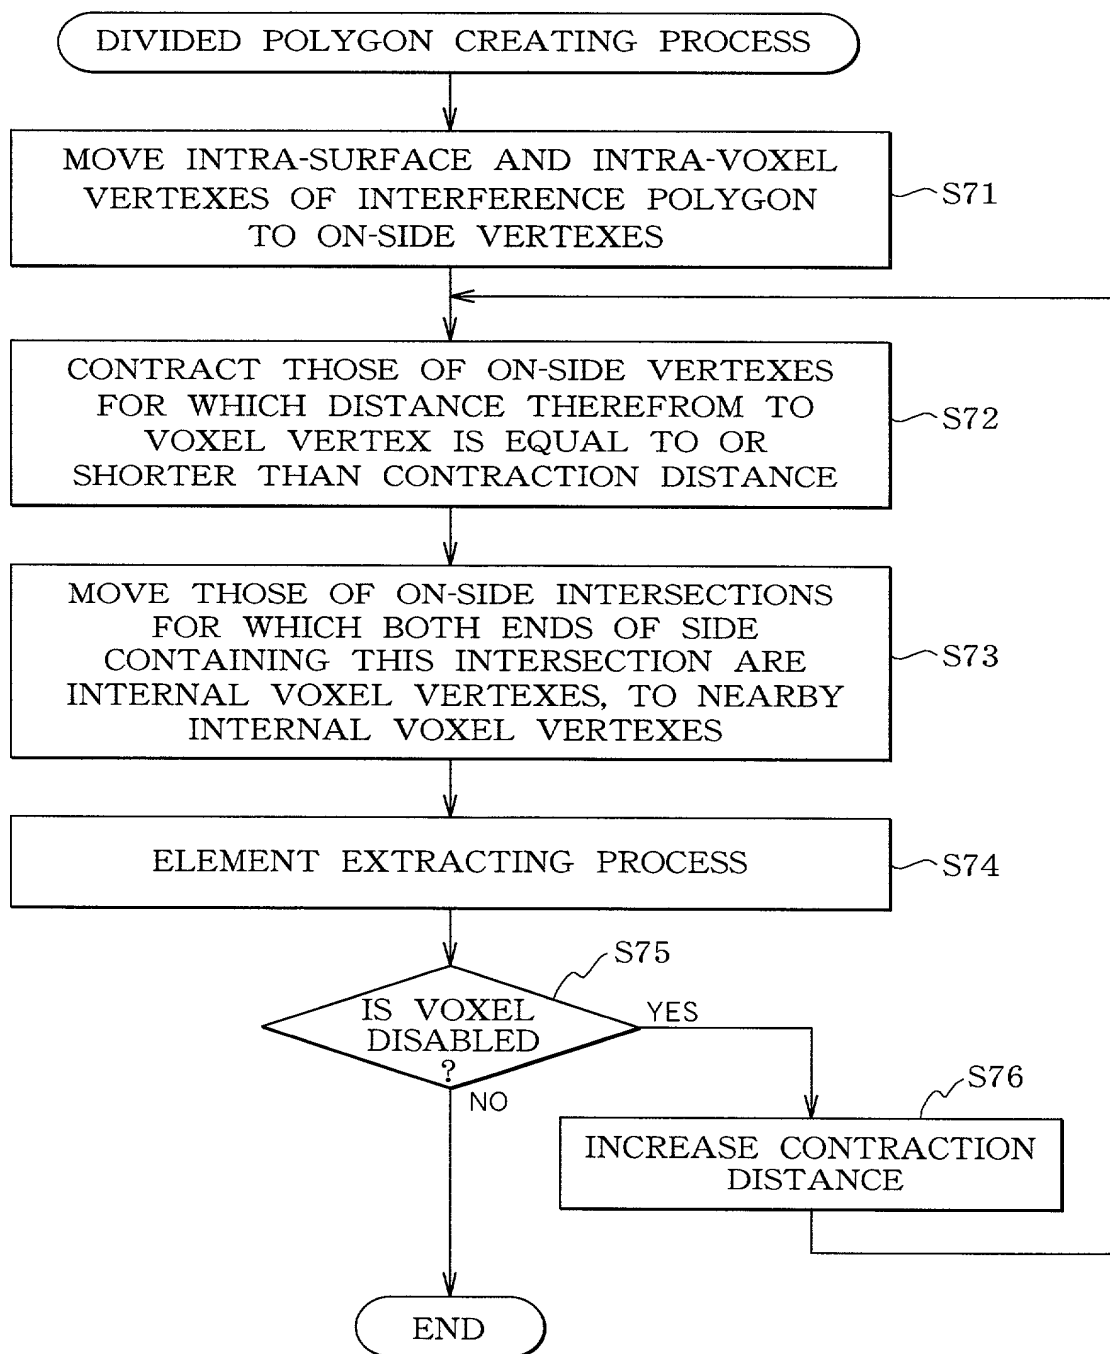 DIVIDED POLYGON CREATING PROCESS
MOVE INTRA-SURFACE AND INTRA-VOXEL
VERTEXES OF INTERFERENCE POLYGON
TO ON-SIDE VERTEXES
S71
CONTRACT THOSE OF ON-SIDE VERTEXES
FOR WHICH DISTANCE THEREFROM TO
VOXEL VERTEX IS EQUAL TO OR
SHORTER THAN CONTRACTION DISTANCE
S72
MOVE THOSE OF ON-SIDE INTERSECTIONS
FOR WHICH BOTH ENDS OF SIDE
CONTAINING THIS INTERSECTION ARE
INTERNAL VOXEL VERTEXES, TO NEARBY
INTERNAL VOXEL VERTEXES
S73
ELEMENT EXTRACTING PROCESS
S74
S75
IS VOXEL
DISABLED
?
YES
NO
S76
INCREASE CONTRACTION
DISTANCE
END